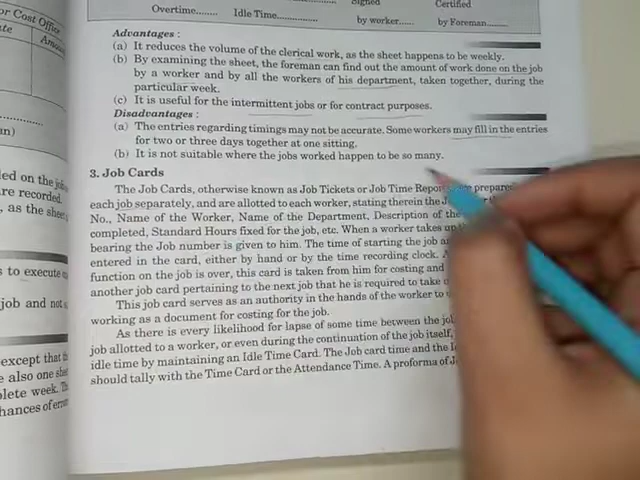 or Cost Office
te
Amou
n)
ed on the jo
re recorded.
, as the sheet
s to execute
job and not
except that t
e also one she
plete week.
hances of erro
Signed
Certified
Overtime........ Idle Time.............. by worker..... by Foreman.......
Advantages :
(a) It reduces the volume of the clerical work, as the sheet happens to be weekly.
(b) By examining the sheet, the foreman can find out the amount of work done on the job
by a worker and by all the workers of his department, taken together, during the
particular week.
(c) It is useful for the intermittent jobs or for contract purposes.
Disadvantages :
(a) The entries regarding timings may not be accurate. Some workers may fill in the entries
for two or three days together at one sitting.
(b) It is not suitable where the jobs worked happen to be so many.
3. Job Cards
The Job Cards, otherwise known as Job Tickets or Job Time Repor prepared
each job separately, and are allotted to each worker, stating therein the
No., Name of the Worker, Name of the Department, Description of the
completed, Standard Hours fixed for the job, etc. When a worker takes
bearing the Job number is given to him. The time of starting the job
entered in the card, either by hand or by the time recording clock.
function on the job is over, this card is taken from him for costing and
another job card pertaining to the next job that he is required to take
This job card serves as an authority in the hands of the worker to
working as a document for costing for the job.
As there is every likelihood for lapse of some time between the
job allotted to a worker, or even during the continuation of the job itself,
idle time by maintaining an Idle Time Card. The Job card time and the
should tally with the Time Card or the Attendance Time. A proforma of